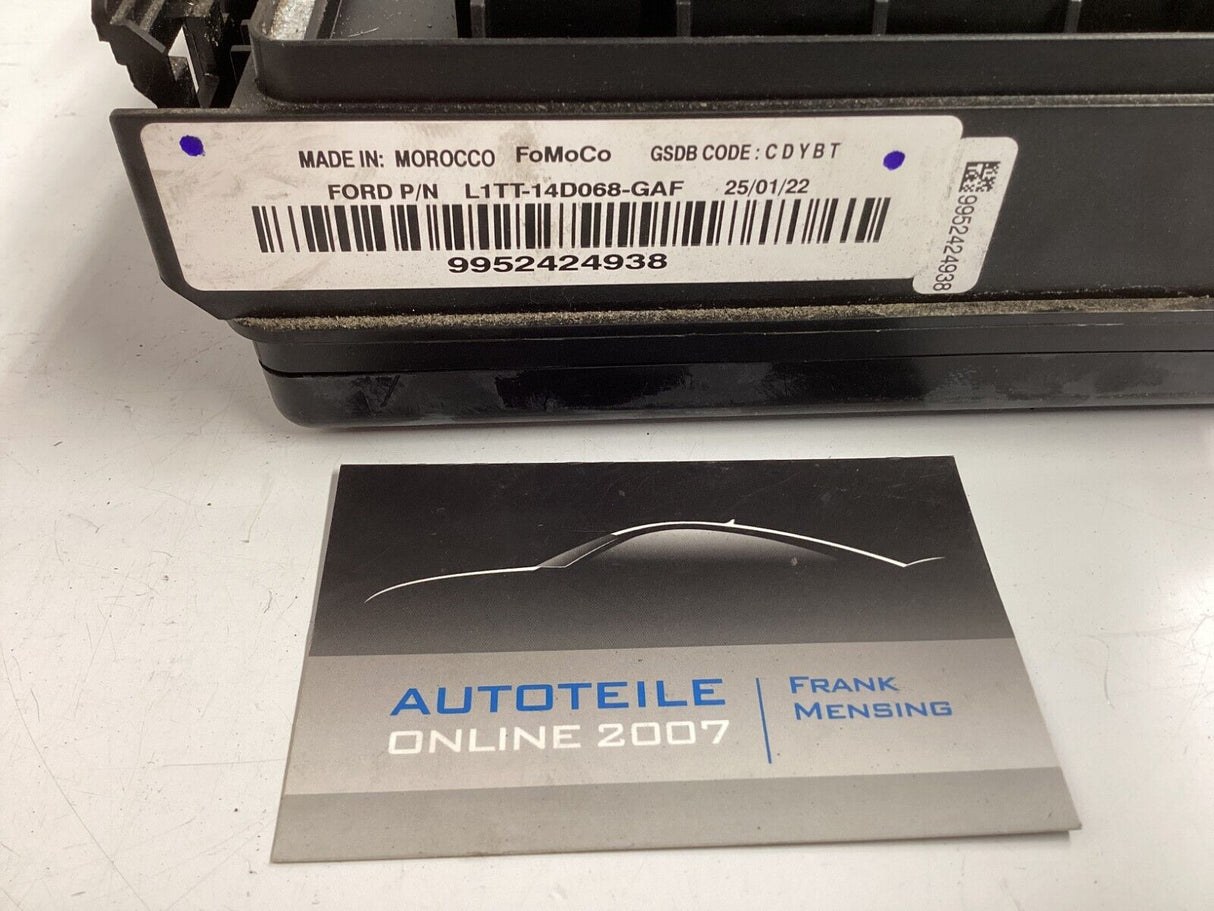 MADE IN: MOROCCO FoMoCo GSDB CODE: CDYBT
FORD P/N L1TT-14D068-GAF 25/01/22
9952424938
9952424938
AUTOTEILE
ONLINE 2007
FRANK
MENSING